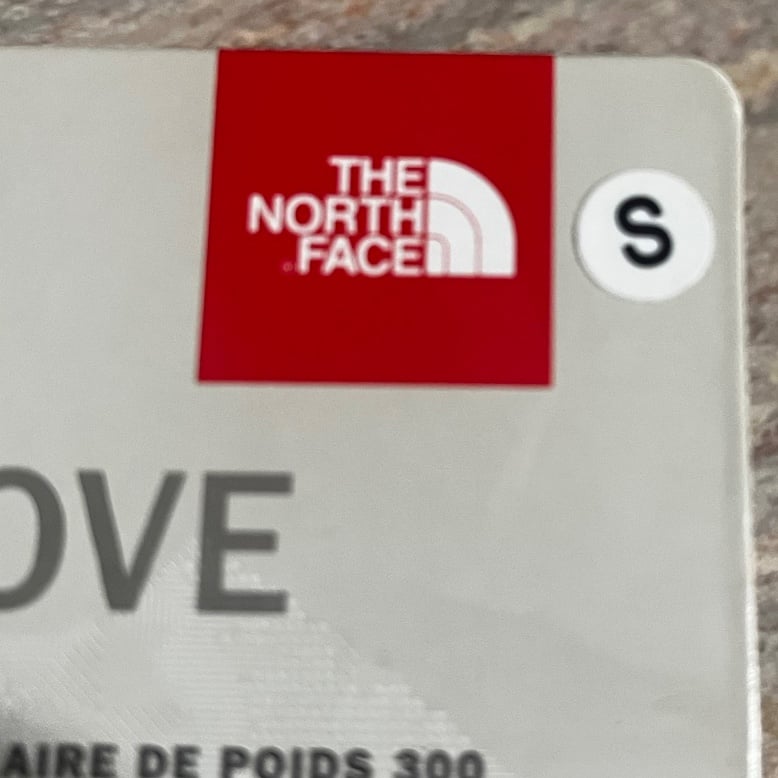 THE
NORTH
FACE
S
OVE
AIRE DE POIDS 300